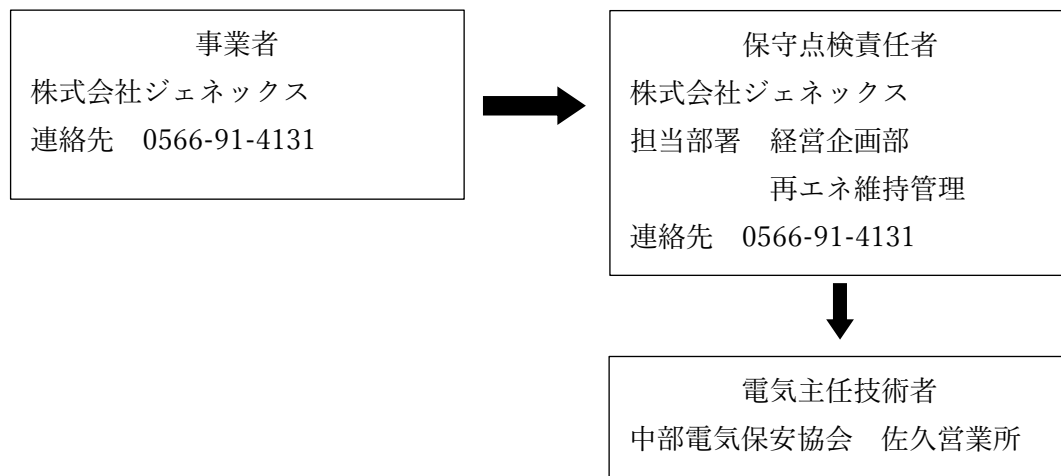 事業者
株式会社ジェネックス
連絡先　0566-91-4131
保守点検責任者
株式会社ジェネックス
担当部署　経営企画部
再エネ維持管理
連絡先　0566-91-4131
電気主任技術者
中部電気保安協会　佐久営業所